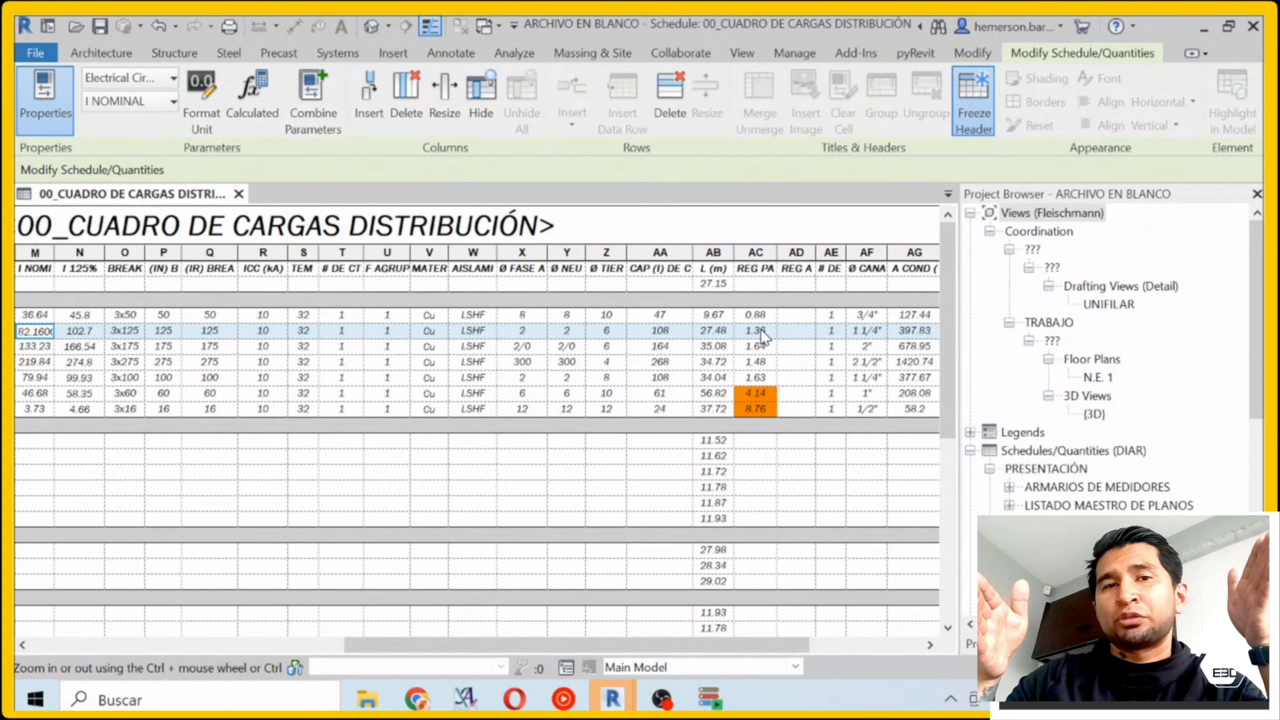 ARCHIVO EN BLANCO - Schedule: 00_CUADRO DE CARGAS DISTRIBUCIÓN
hemerson.bar...
File Architecture Structure Steel Precast Systems Insert Annotate Analyze Massing & Site Collaborate View Manage Add-Ins pyRevit Modify Modify Schedule/Quantities
Electrical Cir...
I NOMINAL
Properties
Format Unit
Calculated
Combine Parameters
Insert
Delete
Resize
Hide
Unhide All
Insert
Insert Data Row
Delete
Resize
Merge Unmerge
Insert Image
Clear Cell
Group
Ungroup
Freeze Header
Shading
Borders
Reset
Font
Align Horizontal
Align Vertical
Highlight in Model
Properties Parameters Columns Rows Titles & Headers Appearance Element
Modify Schedule/Quantities
00_CUADRO DE CARGAS DISTRI...
00_CUADRO DE CARGAS DISTRIBUCIÓN>
M N O P Q R S T U V W X Y Z AA AB AC AD AE AF AG
I NOMI I 125% BREAK (IN) B (IR) BREA ICC (kA) TEM F AGRUP MATER AISLAMI Ø FASE A Ø NEU Ø TIER CAP (I) DE C L (m) REG PA REG A # DE Ø CANA A COND (
27.15
36.64 45.8 3x50 50 50 10 32 1 1 Cu LSHF 8 8 10 47 9.67 0.88 1 3/4" 89.51
82.160 102.7 3x125 125 125 10 32 1 1 Cu LSHF 2 2 6 108 27.48 1 1 1/4" 397.83
133.23 166.54 3x175 175 175 10 32 1 1 Cu LSHF 2/0 2/0 6 164 35.08 1 2" 678.95
219.84 274.8 3x275 275 275 10 32 1 1 Cu LSHF 300 300 4 268 34.72 1.48 1 2 1/2" 1420.74
79.94 99.93 3x100 100 100 10 32 1 1 Cu LSHF 2 2 8 108 34.04 1.63 1 1 1/4" 377.67
46.68 58.35 3x60 60 60 10 32 1 1 Cu LSHF 6 6 10 61 56.82 4.14 1 1" 208.08
3.73 4.66 3x16 16 16 10 32 1 1 Cu LSHF 12 12 12 24 37.72 8.76 1 1/2" 58.2
11.52
11.62
11.72
11.78
11.87
11.93
27.98
28.34
29.02
11.93
11.78
Project Browser - ARCHIVO EN BLANCO
Views (Fleischmann)
Coordination
???
???
Drafting Views (Detail)
UNIFILAR
TRABAJO
???
Floor Plans
N.E. 1
3D Views
{3D}
Legends
Schedules/Quantities (DIAR)
PRESENTACIÓN
ARMARIOS DE MEDIDORES
LISTADO MAESTRO DE PLANOS
Zoom in or out using the Ctrl + mouse wheel or Ctrl
:0
Main Model
Buscar